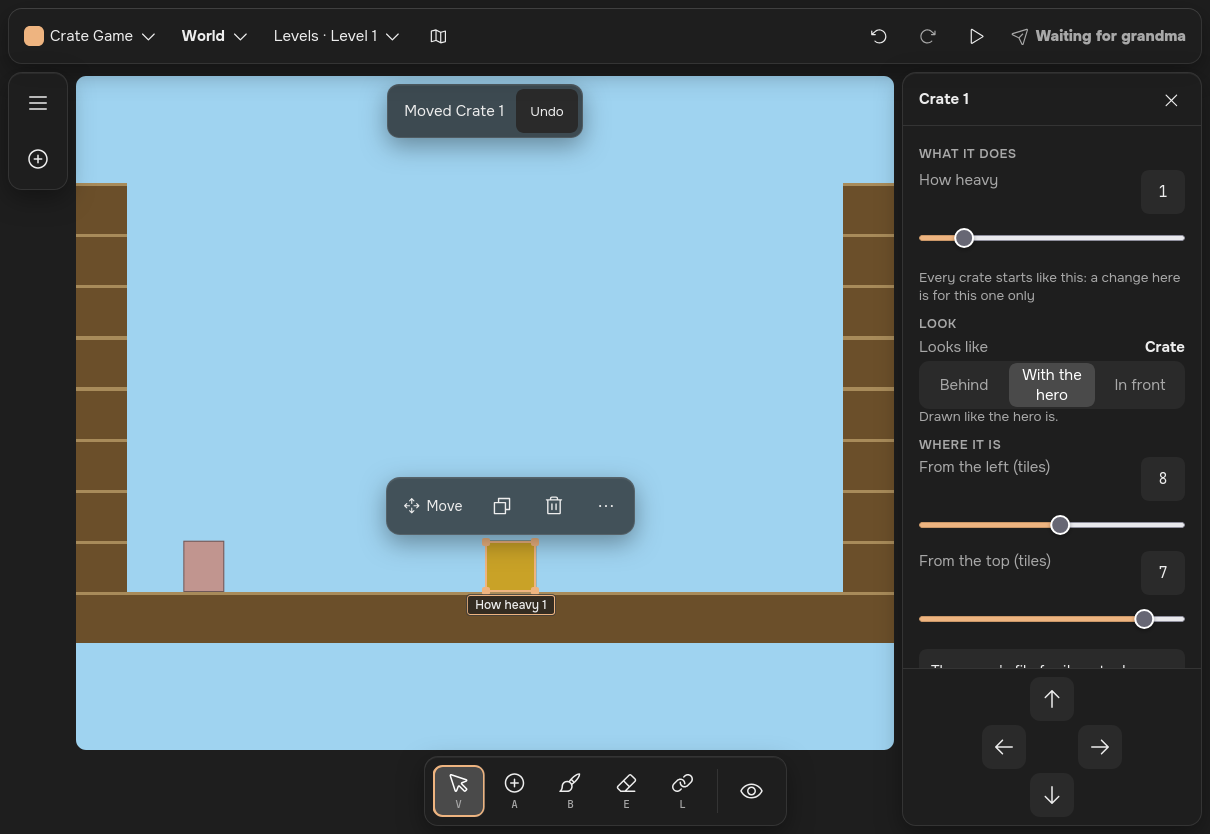 Crate Game
World
Levels · Level 1
Waiting for grandma
Moved Crate 1
Undo
Crate 1
WHAT IT DOES
How heavy
1
Every crate starts like this: a change here
is for this one only
LOOK
Looks like
Crate
Behind
With the
hero
In front
Drawn like the hero is.
WHERE IT IS
From the left (tiles)
8
From the top (tiles)
7
Move
How heavy 1
V
A
B
E
L